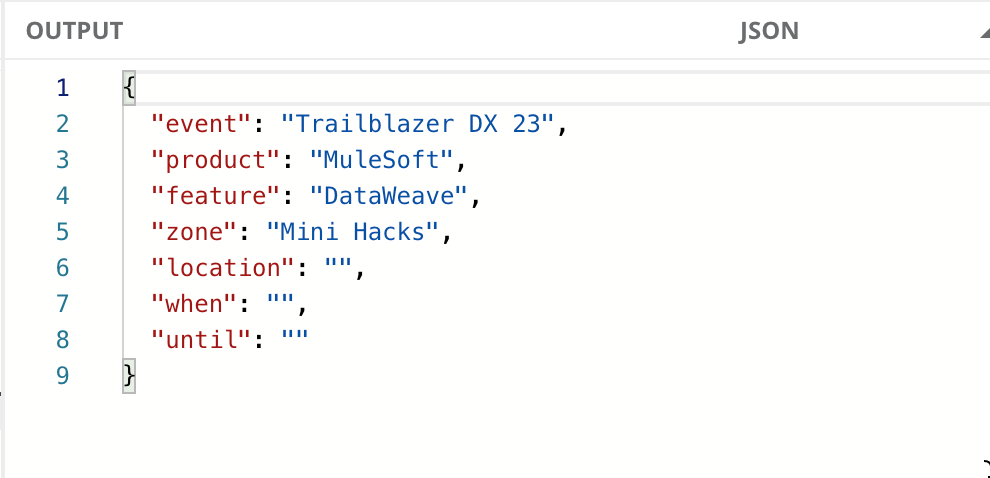 OUTPUT JSON
1 {
2 "event": "Trailblazer DX 23",
3 "product": "MuleSoft",
4 "feature": "DataWeave",
5 "zone": "Mini Hacks",
6 "location": "",
7 "when": "",
8 "until": ""
9 }